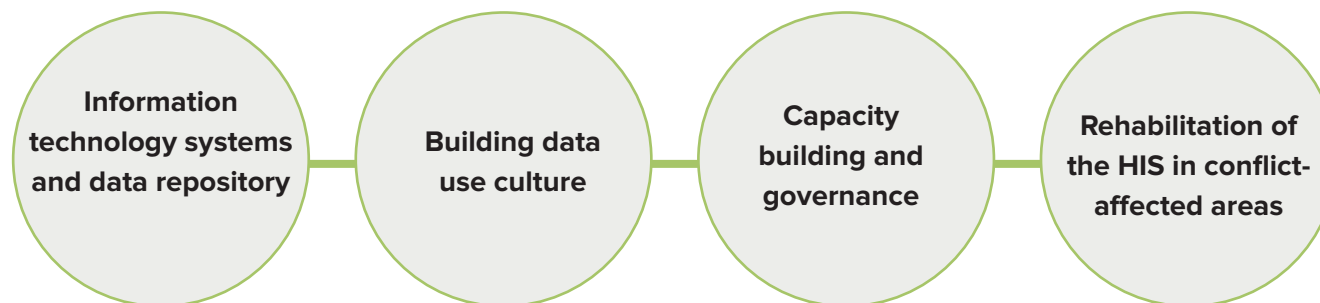 Information
technology systems
and data repository
Building data
use culture
Capacity
building and
governance
Rehabilitation of
the HIS in conflict-
affected areas